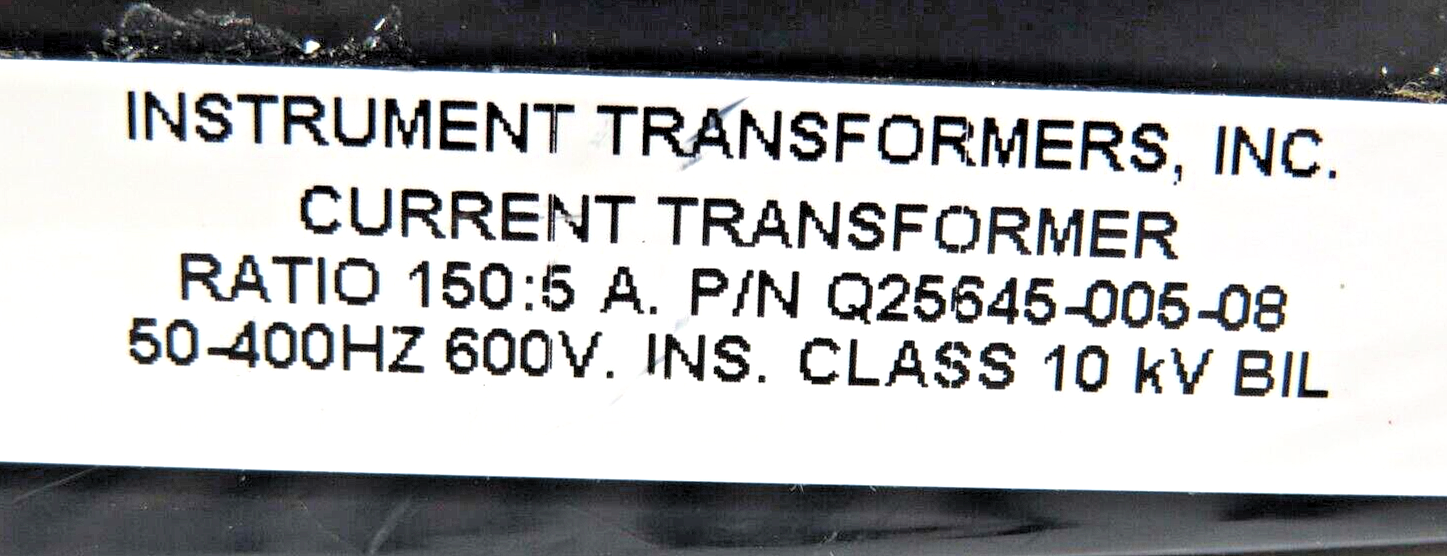 INSTRUMENT TRANSFORMERS, INC.
CURRENT TRANSFORMER
RATIO 150:5 A. P/N Q25645-005-08
50-400HZ 600V. INS. CLASS 10 kV BIL